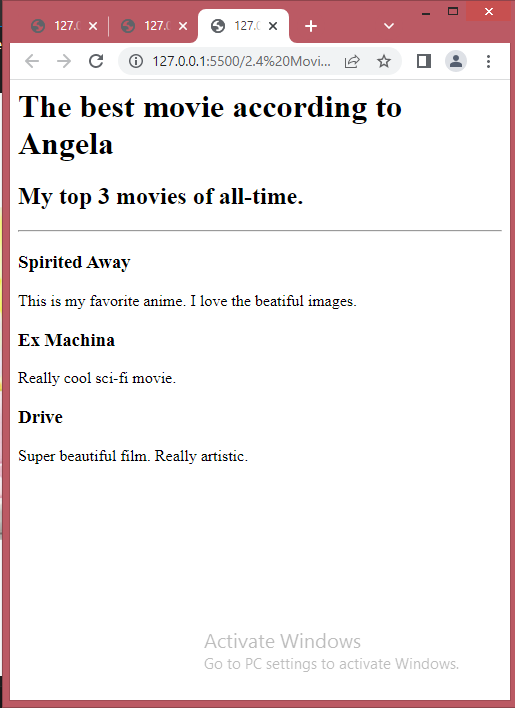 127.0
127.0
127.0
127.0.0.1:5500/2.4%20Movi...
The best movie according to
Angela
My top 3 movies of all-time.
Spirited Away
This is my favorite anime. I love the beatiful images.
Ex Machina
Really cool sci-fi movie.
Drive
Super beautiful film. Really artistic.
Activate Windows
Go to PC settings to activate Windows.